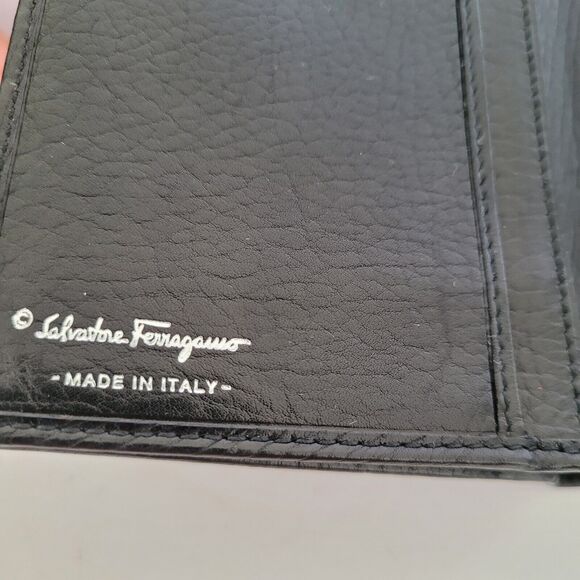 © Salvatore Ferragamo
- MADE IN ITALY -